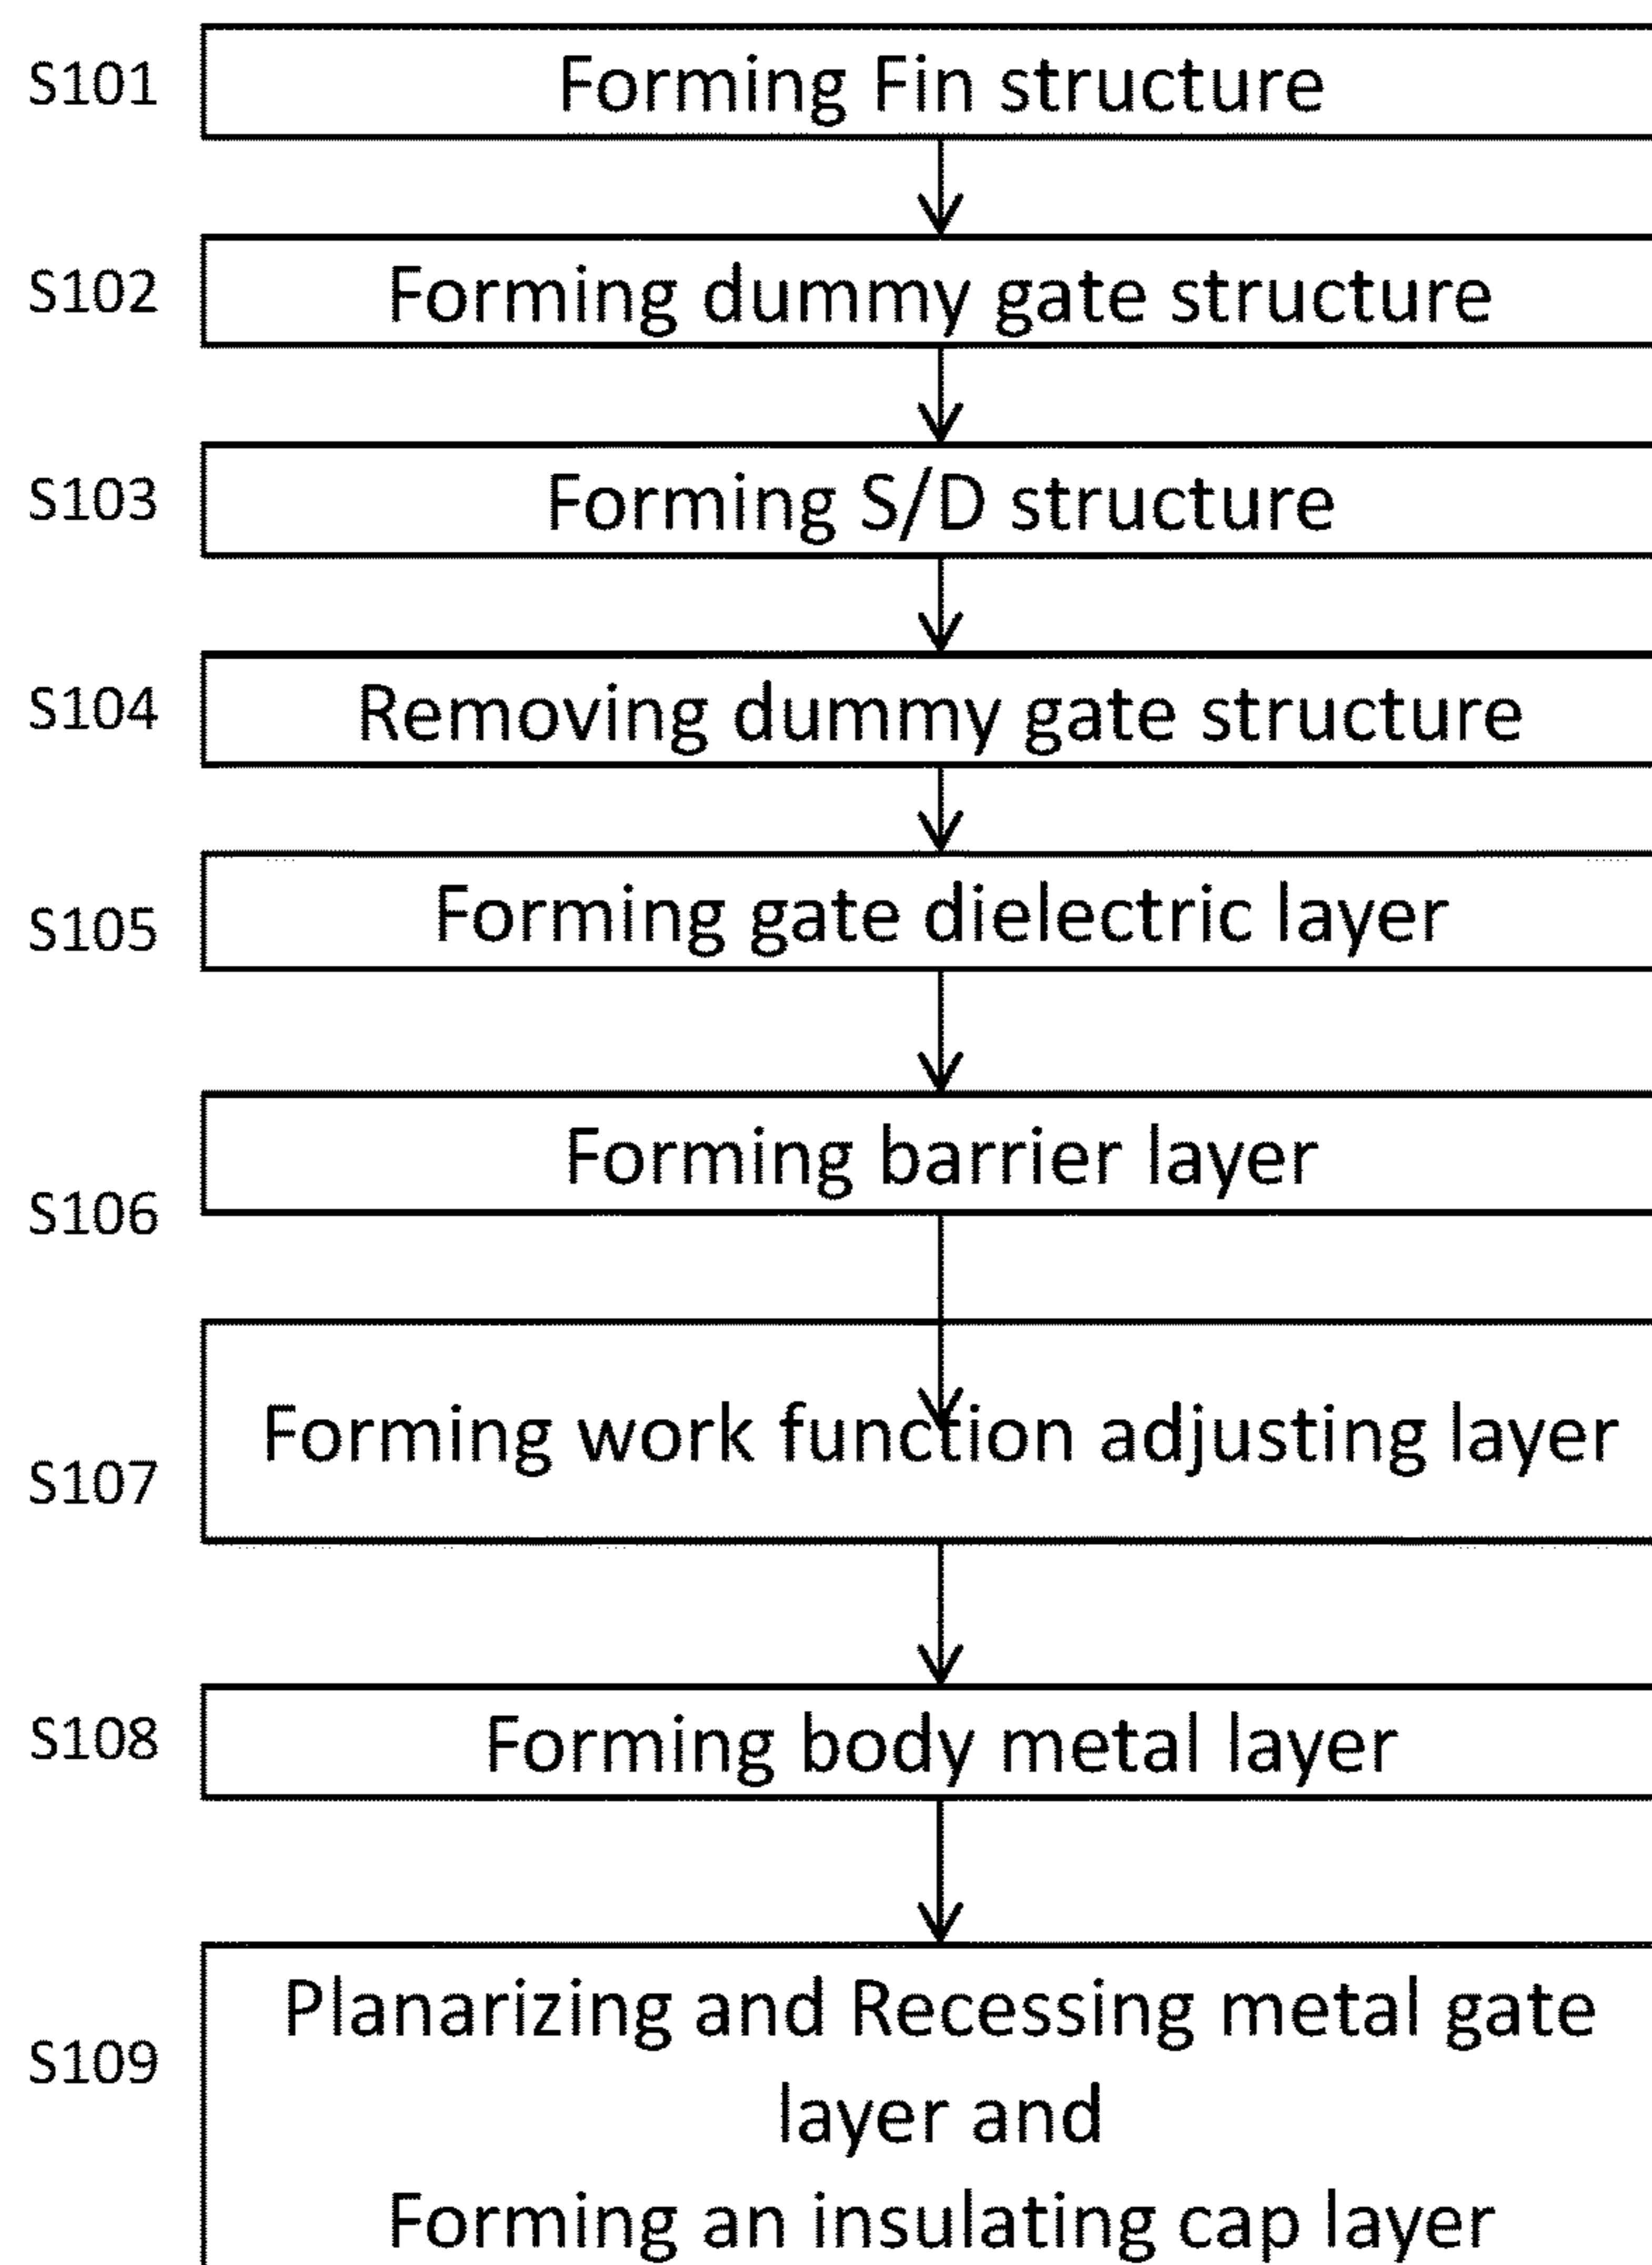 S101
Forming Fin structure
S102
Forming dummy gate structure
S103
Forming S/D structure
S104
Removing dummy gate structure
S105
Forming gate dielectric layer
S106
Forming barrier layer
S107
Forming work function adjusting layer
S108
Forming body metal layer
S109
Planarizing and Recessing metal gate
layer and
Forming an insulating cap layer